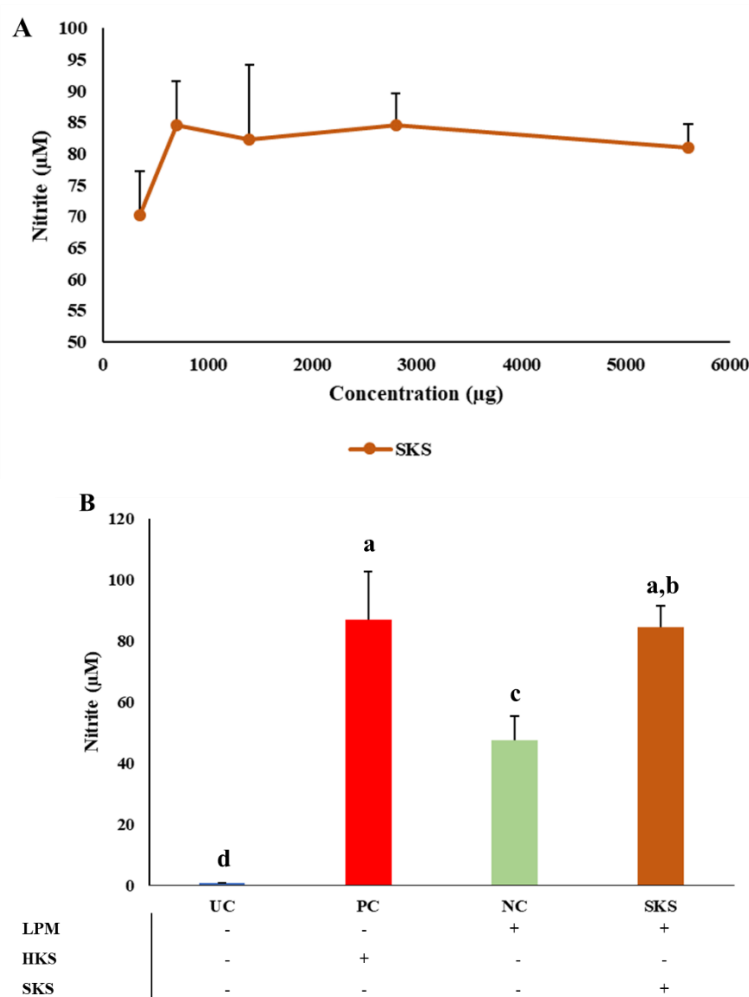 A
100
95
90
85
80
75
70
65
60
55
50
Nitrite (µM)
0 1000 2000 3000 4000 5000 6000
Concentration (µg)
SKS
B
120
100
80
60
40
20
0
Nitrite (µM)
d a c a,b
UC PC NC SKS
LPM - - + +
HKS - + - -
SKS - - - +